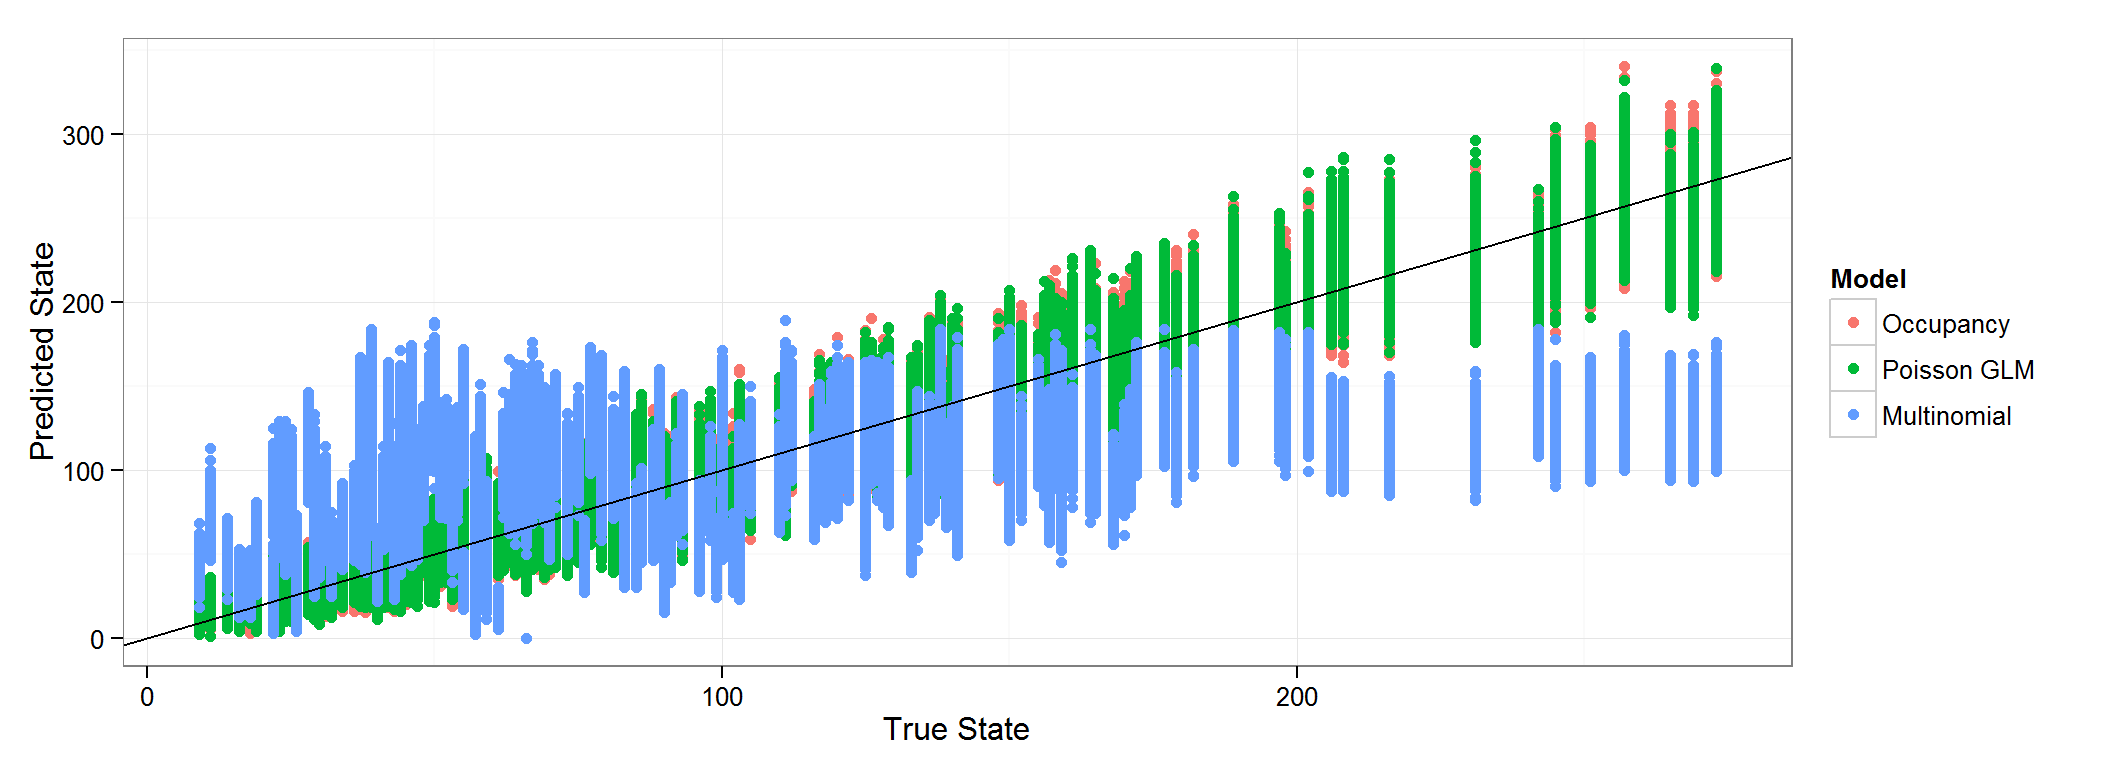 300
200
100
0
Predicted State
0 100 200
True State
Model
Occupancy
Poisson GLM
Multinomial